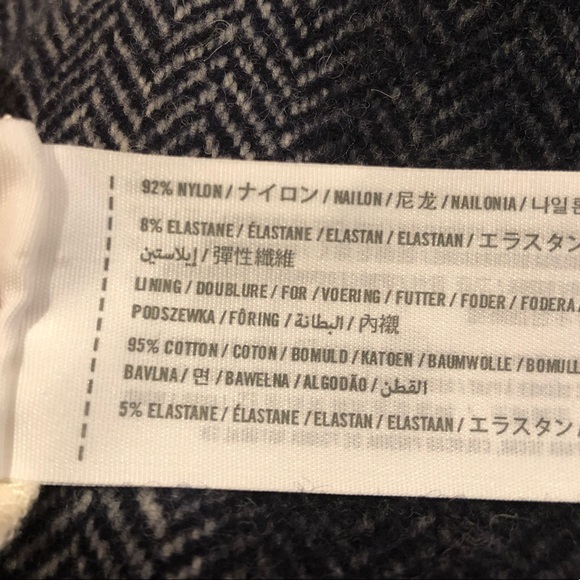 92% NYLON / ナイロン / NAILON / 尼龙 / NAILONIA / 나일론
8% ELASTANE / ÉLASTANE / ELASTAN / ELASTAAN / エラスタン
إيلاستين / 彈性纖維
LINING / DOUBLURE / FOR / VOERING / FUTTER / FODER / FODERA /
PODSZEWKA / FÔRING / البطانة / 內襯
95% COTTON / COTON / BOMULD / KATOEN / BAUMWOLLE / BOMULL
BAVLNA / 면 / BAWEŁNA / ALGODÃO / القطن
5% ELASTANE / ÉLASTANE / ELASTAN / ELASTAAN / エラスタン /